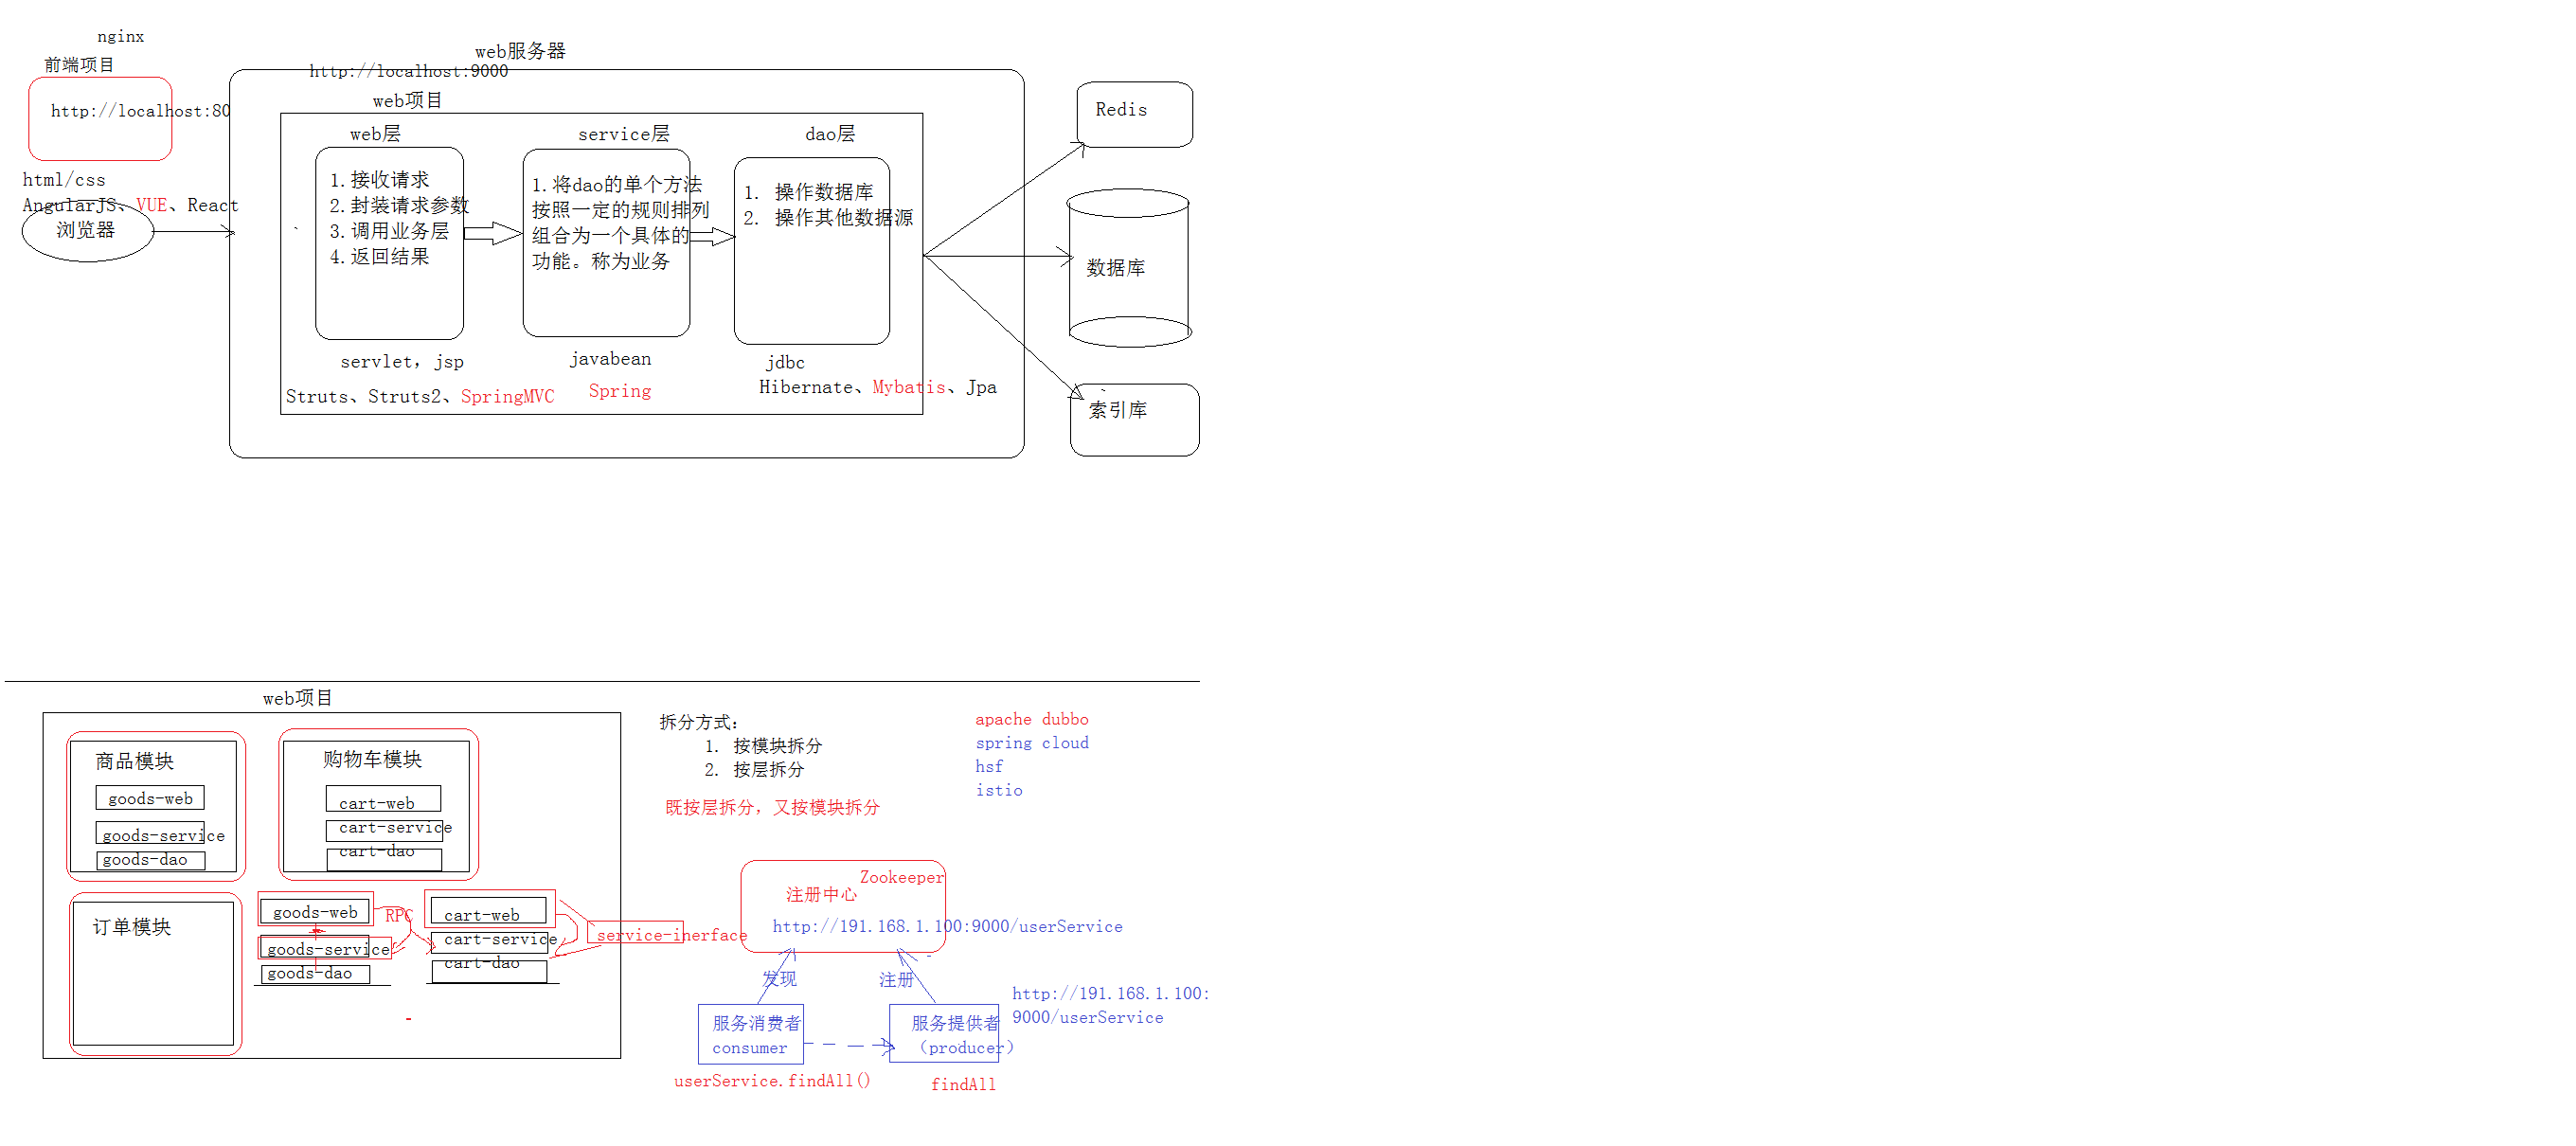 nginx
前端项目
http://localhost:80
html/css
AngularJS、VUE、React
浏览器
web服务器
http://localhost:9000
web项目
web层
1.接收请求
2.封装请求参数
3.调用业务层
4.返回结果
servlet，jsp
Struts、Struts2、SpringMVC
service层
1.将dao的单个方法
按照一定的规则排列
组合为一个具体的
功能。称为业务
javabean
Spring
dao层
1. 操作数据库
2. 操作其他数据源
jdbc
Hibernate、Mybatis、Jpa
Redis
数据库
索引库
web项目
商品模块
goods-web
goods-service
goods-dao
购物车模块
cart-web
cart-service
cart-dao
订单模块
goods-web
goods-service
goods-dao
RPC
cart-web
cart-service
cart-dao
service-inerface
拆分方式：
1. 按模块拆分
2. 按层拆分
既按层拆分，又按模块拆分
apache dubbo
spring cloud
hsf
istio
Zookeeper
注册中心
http://191.168.1.100:9000/userService
发现
注册
服务消费者
consumer
userService.findAll()
服务提供者
（producer）
findAll
http://191.168.1.100:
9000/userService